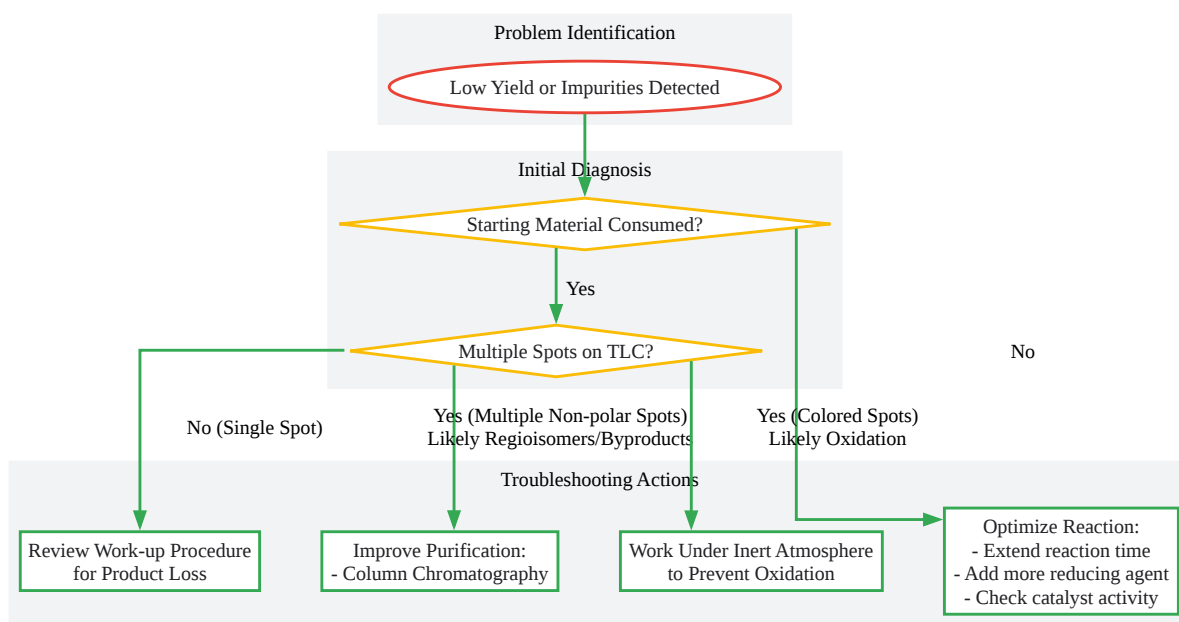 Problem Identification
Low Yield or Impurities Detected
Initial Diagnosis
Starting Material Consumed?
Yes
Multiple Spots on TLC?
No
No (Single Spot)
Yes (Multiple Non-polar Spots)
Likely Regioisomers/Byproducts
Yes (Colored Spots)
Likely Oxidation
Troubleshooting Actions
Review Work-up Procedure
for Product Loss
Improve Purification:
- Column Chromatography
Work Under Inert Atmosphere
to Prevent Oxidation
Optimize Reaction:
- Extend reaction time
- Add more reducing agent
- Check catalyst activity